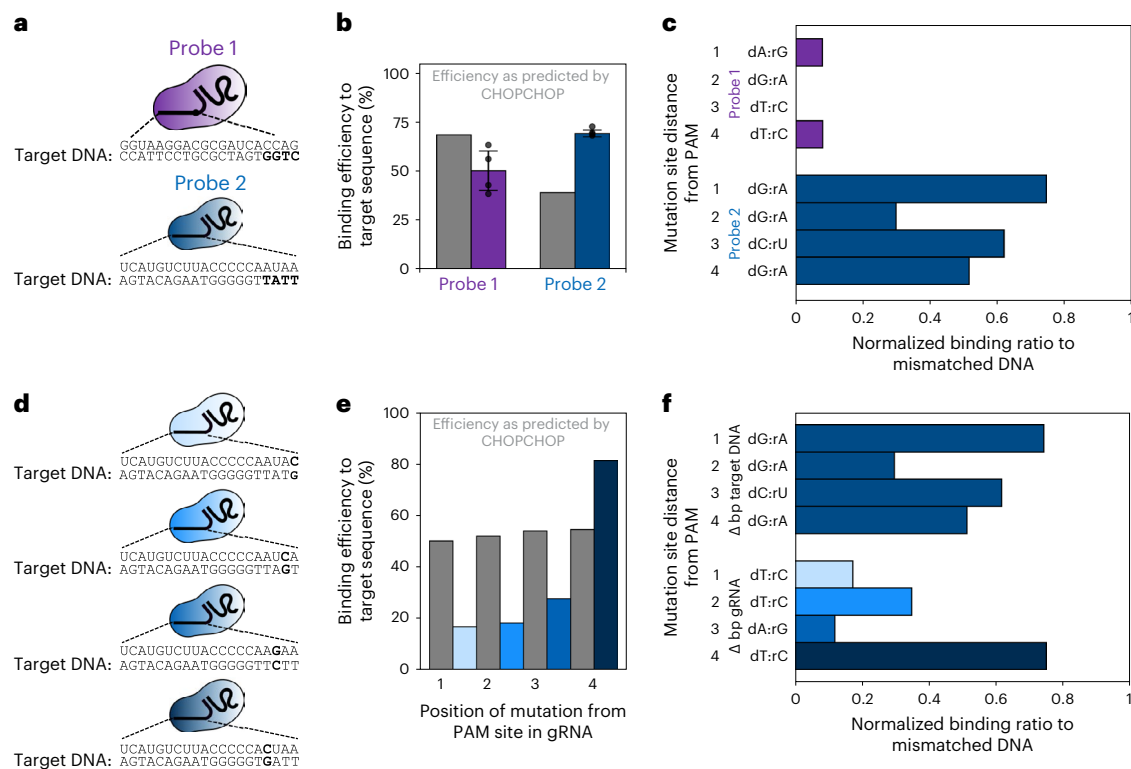 a
Probe 1
GGUAAGGACGCGAUCACCAG
Target DNA: CCATTCCTGCGCTAGTGGTC
Probe 2
UCAUGUCUUACCCCCAAUAA
Target DNA: AGTACAGAATGGGGGTTATT
b
Efficiency as predicted by
CHOPCHOP
Binding efficiency to
target sequence (%)
100
75
50
25
0
Probe 1
Probe 2
c
Mutation site distance
from PAM
Probe 1
1 dA:rG
2 dG:rA
3 dT:rC
4 dT:rC
Probe 2
1 dG:rA
2 dG:rA
3 dC:rU
4 dG:rA
0 0.2 0.4 0.6 0.8 1
Normalized binding ratio to
mismatched DNA
d
UCAUGUCUUACCCCCAAUAC
Target DNA: AGTACAGAATGGGGGTTATG
UCAUGUCUUACCCCCAAUCA
Target DNA: AGTACAGAATGGGGGTTAGT
UCAUGUCUUACCCCCAAGAA
Target DNA: AGTACAGAATGGGGGTTCTT
UCAUGUCUUACCCCCACUAA
Target DNA: AGTACAGAATGGGGGTGATT
e
Efficiency as predicted by
CHOPCHOP
Binding efficiency to
target sequence (%)
100
80
60
40
20
0
1 2 3 4
Position of mutation from
PAM site in gRNA
f
Mutation site distance
from PAM
Δ bp target DNA
1 dG:rA
2 dG:rA
3 dC:rU
4 dG:rA
Δ bp gRNA
1 dT:rC
2 dT:rC
3 dA:rG
4 dT:rC
0 0.2 0.4 0.6 0.8 1
Normalized binding ratio to
mismatched DNA